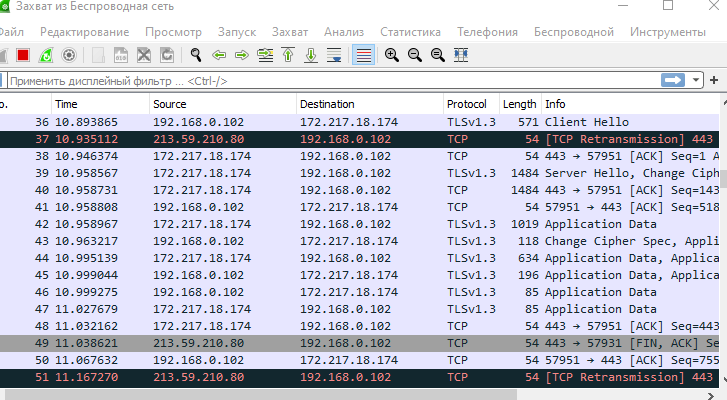 Захват из Беспроводная сеть
Файл Редактирование Просмотр Запуск Захват Анализ Статистика Телефония Беспроводной Инструменты
Применить дисплейный фильтр ... <Ctrl-/>
o. Time Source Destination Protocol Length Info
36 10.893865 192.168.0.102 172.217.18.174 TLSv1.3 571 Client Hello
37 10.935112 213.59.210.80 192.168.0.102 TCP 54 [TCP Retransmission] 443
38 10.946374 172.217.18.174 192.168.0.102 TCP 54 443 → 57951 [ACK] Seq=1 A
39 10.958567 172.217.18.174 192.168.0.102 TLSv1.3 1484 Server Hello, Change Ciph
40 10.958731 172.217.18.174 192.168.0.102 TCP 1484 443 → 57951 [ACK] Seq=143
41 10.958808 192.168.0.102 172.217.18.174 TCP 54 57951 → 443 [ACK] Seq=518
42 10.958967 172.217.18.174 192.168.0.102 TLSv1.3 1019 Application Data
43 10.963217 192.168.0.102 172.217.18.174 TLSv1.3 118 Change Cipher Spec, Appli
44 10.995139 192.168.0.102 172.217.18.174 TLSv1.3 634 Application Data, Applica
45 10.999044 172.217.18.174 192.168.0.102 TLSv1.3 196 Application Data, Applica
46 10.999275 192.168.0.102 172.217.18.174 TLSv1.3 85 Application Data
47 11.027679 172.217.18.174 192.168.0.102 TLSv1.3 85 Application Data
48 11.032162 172.217.18.174 192.168.0.102 TCP 54 443 → 57951 [ACK] Seq=443
49 11.038621 213.59.210.80 192.168.0.102 TCP 54 443 → 57931 [FIN, ACK] Se
50 11.067632 192.168.0.102 172.217.18.174 TCP 54 57951 → 443 [ACK] Seq=755
51 11.167270 213.59.210.80 192.168.0.102 TCP 54 [TCP Retransmission] 443